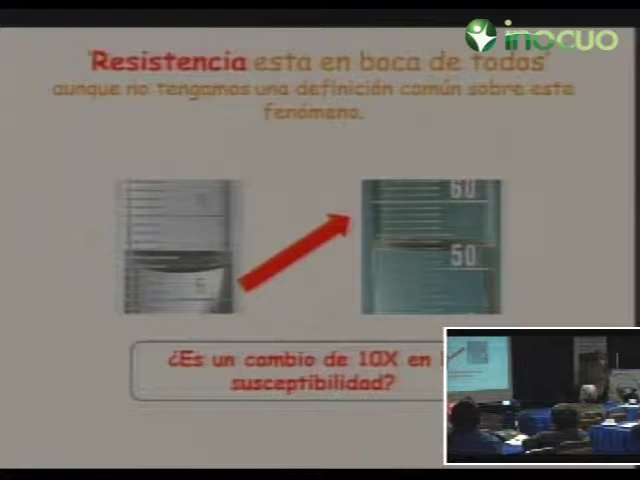 inocuo
"Resistencia esta en boca de todos"
aunque no tengamos una definición común sobre este
fenómeno.
60
50
¿Es un cambio de 10X en
susceptibilidad?